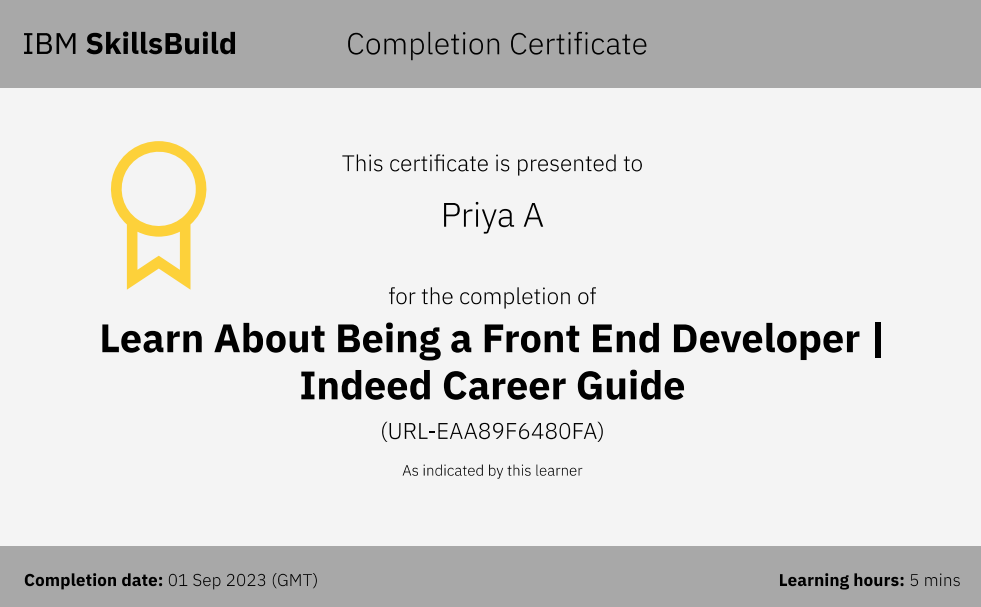 IBM SkillsBuild
Completion Certificate
This certificate is presented to
Priya A
for the completion of
Learn About Being a Front End Developer |
Indeed Career Guide
(URL-EAA89F6480FA)
As indicated by this learner
Completion date: 01 Sep 2023 (GMT)
Learning hours: 5 mins